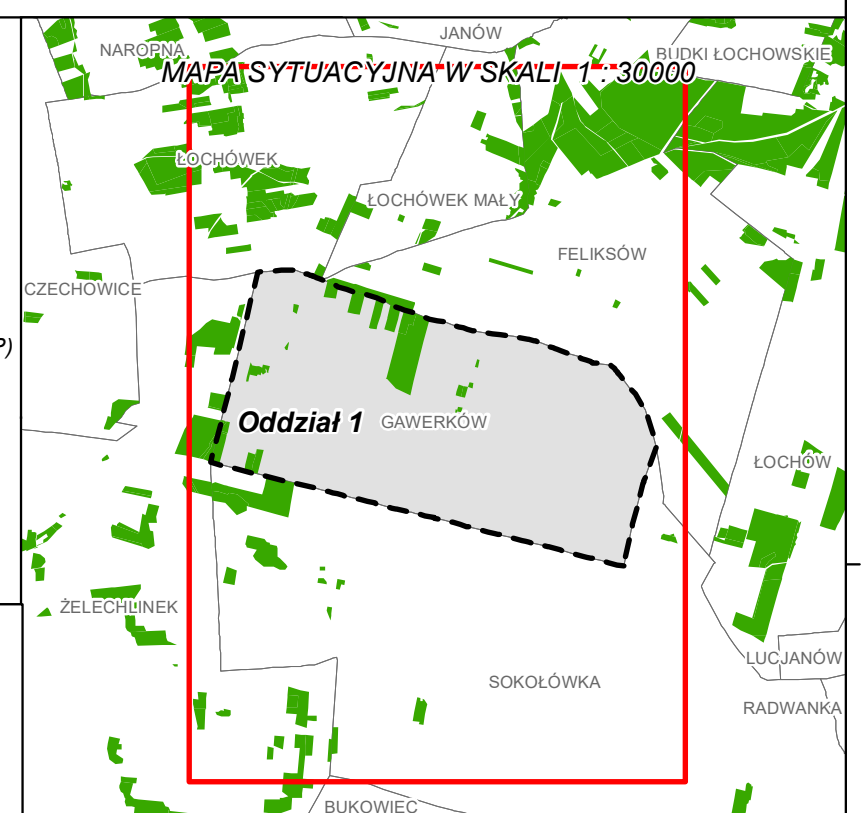 JANÓW
NAROPNA
BUDKI ŁOCHOWSKIE
MAPA SYTUACYJNA W SKALI 1 : 30000
ŁOCHÓWEK
ŁOCHÓWEK MAŁY
FELIKSÓW
CZECHOWICE
Oddział 1
GAWERKÓW
ŁOCHÓW
ŻELECHLINEK
LUCJANÓW
SOKOŁÓWKA
RADWANKA
BUKOWIEC